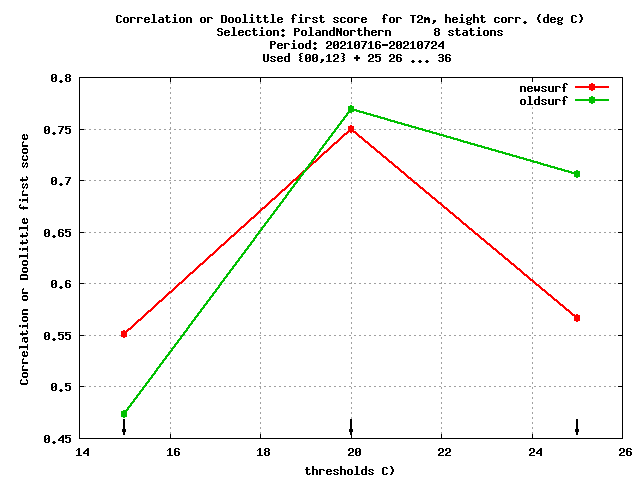 Correlation or Doolittle first score  for T2m, height corr. (deg C)
Selection: PolandNorthern      8 stations
Period: 20210716-20210724
Used {00,12} + 25 26 ... 36
newsurf
oldsurf
Correlation or Doolittle first score
0.8
0.75
0.7
0.65
0.6
0.55
0.5
0.45
14 16 18 20 22 24 26
thresholds C)